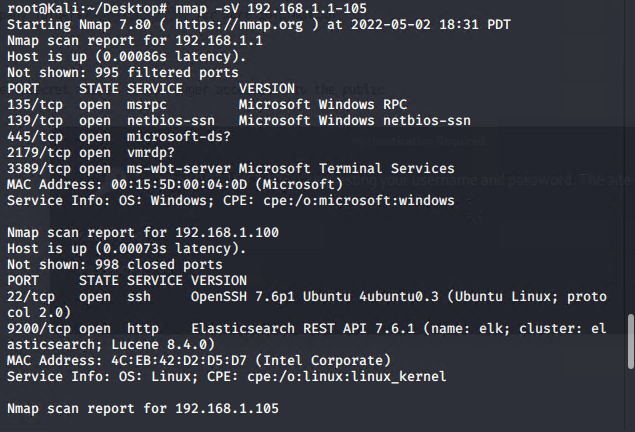 root@Kali:~/Desktop# nmap -sV 192.168.1.1-105
Starting Nmap 7.80 ( https://nmap.org ) at 2022-05-02 18:31 PDT
Nmap scan report for 192.168.1.1
Host is up (0.00086s latency).
Not shown: 995 filtered ports
PORT     STATE SERVICE       VERSION
135/tcp  open  msrpc         Microsoft Windows RPC
139/tcp  open  netbios-ssn   Microsoft Windows netbios-ssn
445/tcp  open  microsoft-ds?
2179/tcp open  vmrdp?
3389/tcp open  ms-wbt-server Microsoft Terminal Services
MAC Address: 00:15:5D:00:04:0D (Microsoft)
Service Info: OS: Windows; CPE: cpe:/o:microsoft:windows
Nmap scan report for 192.168.1.100
Host is up (0.00073s latency).
Not shown: 998 closed ports
PORT     STATE SERVICE VERSION
22/tcp   open  ssh     OpenSSH 7.6p1 Ubuntu 4ubuntu0.3 (Ubuntu Linux; proto
col 2.0)
9200/tcp open  http    Elasticsearch REST API 7.6.1 (name: elk; cluster: el
asticsearch; Lucene 8.4.0)
MAC Address: 4C:EB:42:D2:D5:D7 (Intel Corporate)
Service Info: OS: Linux; CPE: cpe:/o:linux:linux_kernel
Nmap scan report for 192.168.1.105